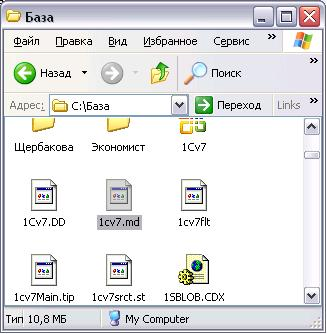 База
Файл Правка Вид Избранное Сервис »
Назад Поиск »
Адрес: C:\База Переход Links »
Щербакова Экономист 1Cv7
1Cv7.DD 1cv7.md 1cv7flt
1cv7Main.tip 1cv7srct.st 1SBLOB.CDX
Тип 10,8 МБ My Computer